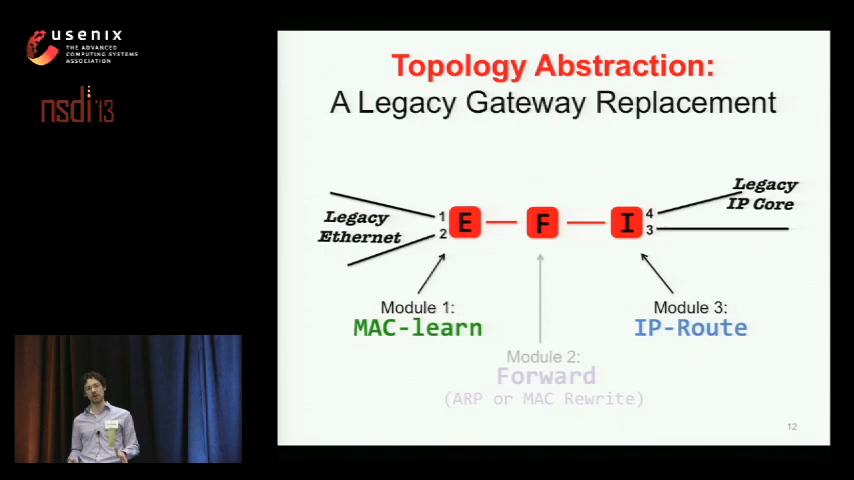 usenix
THE ADVANCED
COMPUTING SYSTEMS
ASSOCIATION
nsdi '13
Topology Abstraction:
A Legacy Gateway Replacement
Legacy
Ethernet
1
2
E
F
I
4
3
Legacy
IP Core
Module 1:
MAC-learn
Module 2:
Forward
(ARP or MAC Rewrite)
Module 3:
IP-Route
12